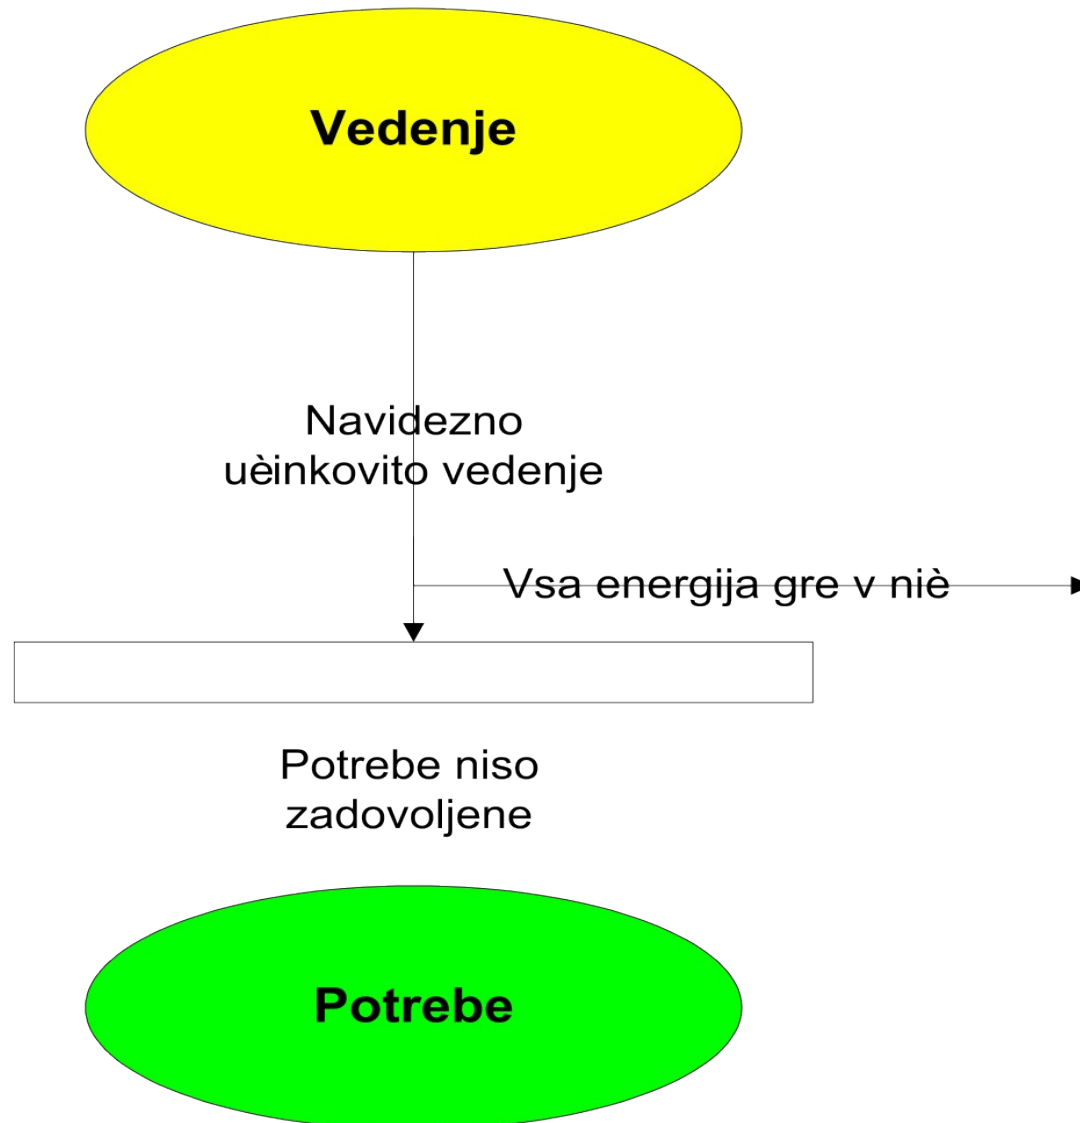 Vedenje
Navidezno
uèinkovito vedenje
Vsa energija gre v niè
Potrebe niso
zadovoljene
Potrebe